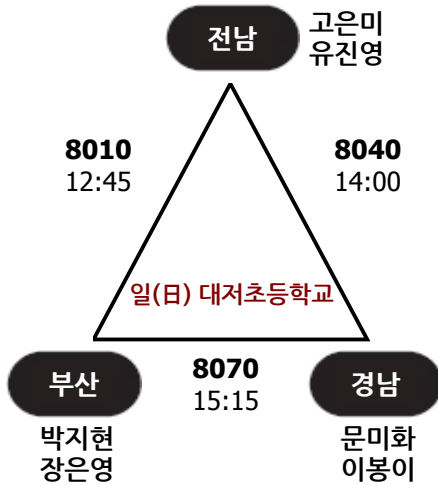 전남
고은미
유진영
8010
12:45
8040
14:00
일(日) 대저초등학교
부산
8070
15:15
경남
박지현
장은영
문미화
이봉이